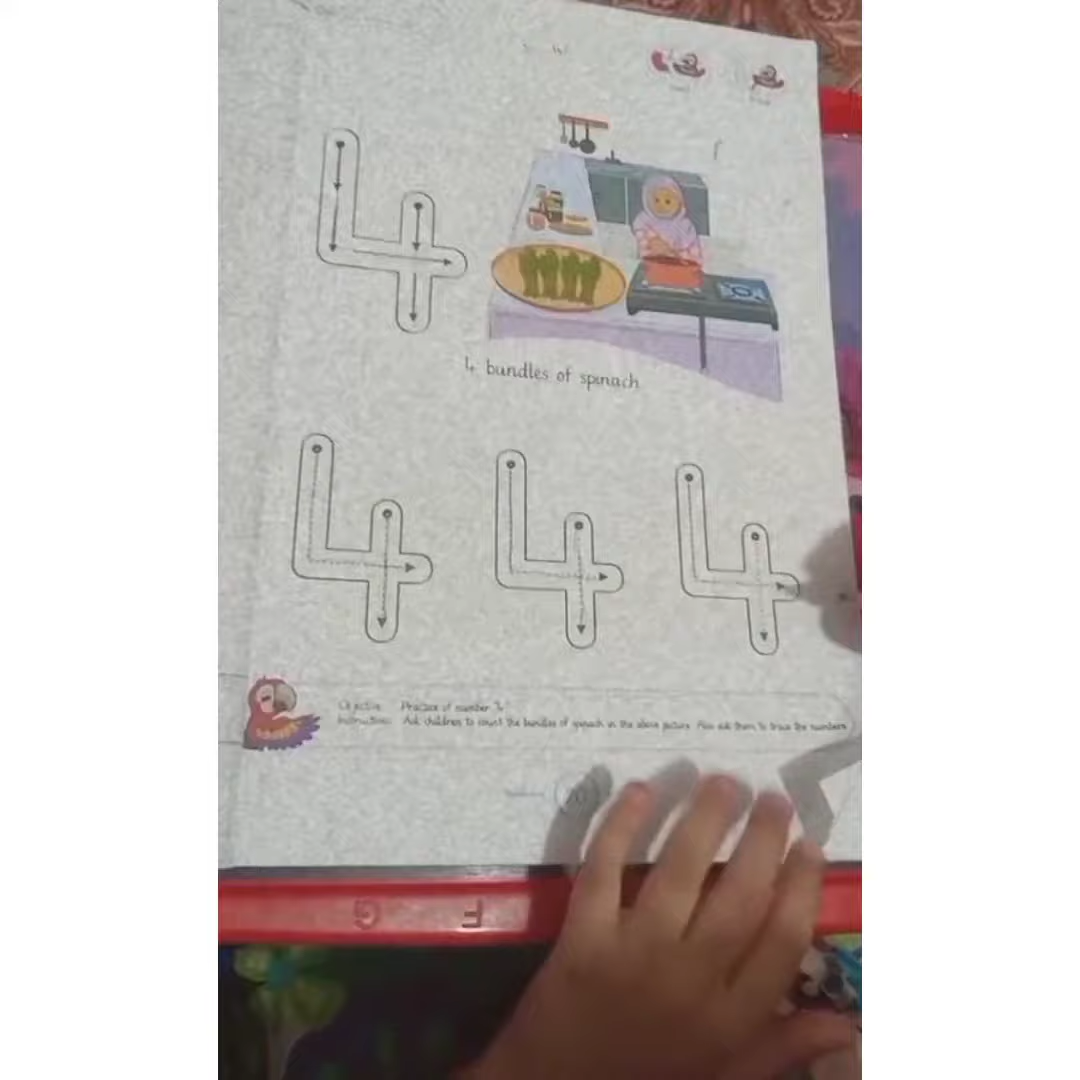 4 bundles of spinach
Objective: Practice of number '4'
Instruction: Ask children to count the bundles of spinach in the above picture. Also ask them to trace the numbers
G F